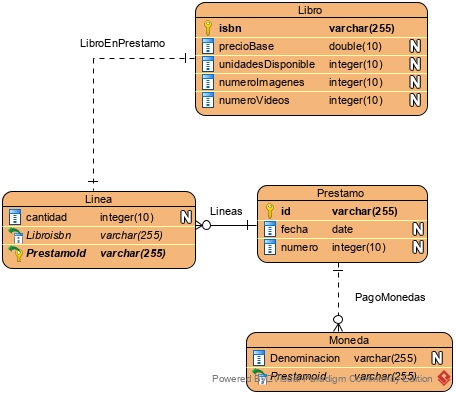 Libro
isbn varchar(255)
precioBase double(10) N
unidadesDisponible integer(10) N
numeroImagenes integer(10) N
numeroVideos integer(10) N
LibroEnPrestamo
Linea
cantidad integer(10) N
Libroisbn varchar(255)
PrestamoId varchar(255)
Lineas
Prestamo
id varchar(255)
fecha date N
numero integer(10) N
PagoMonedas
Moneda
Denominacion varchar(255) N
Prestamoid varchar(255)
Powered By Visual Paradigm Community Edition